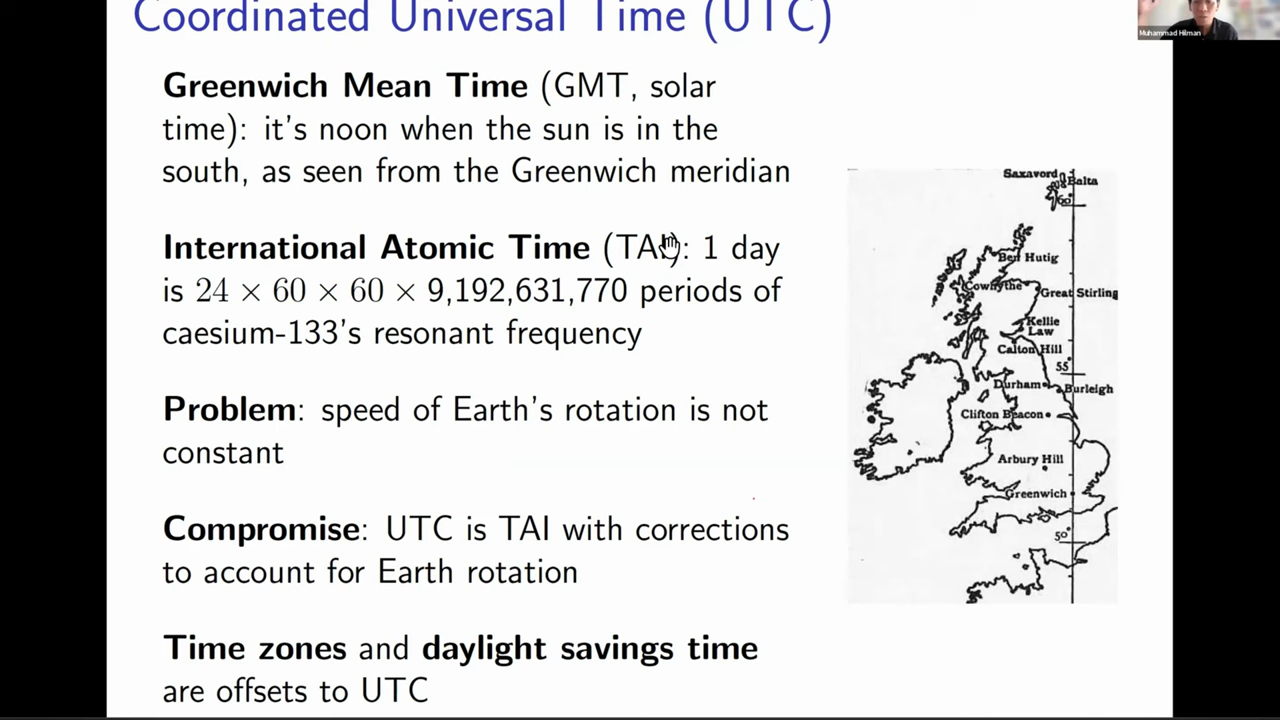 Coordinated Universal Time (UTC)
Muhammad Hilman
Greenwich Mean Time (GMT, solar
time): it's noon when the sun is in the
south, as seen from the Greenwich meridian
International Atomic Time (TAI): 1 day
is 24 × 60 × 60 × 9,192,631,770 periods of
caesium-133's resonant frequency
Problem: speed of Earth's rotation is not
constant
Compromise: UTC is TAI with corrections
to account for Earth rotation
Time zones and daylight savings time
are offsets to UTC
Saxavord
Balta
60°
Ben Hutig
Cowhythe
Great Stirling
Kellie
Law
Calton Hill
55°
Durham
Burleigh
Clifton Beacon
Arbury Hill
Greenwich
50°